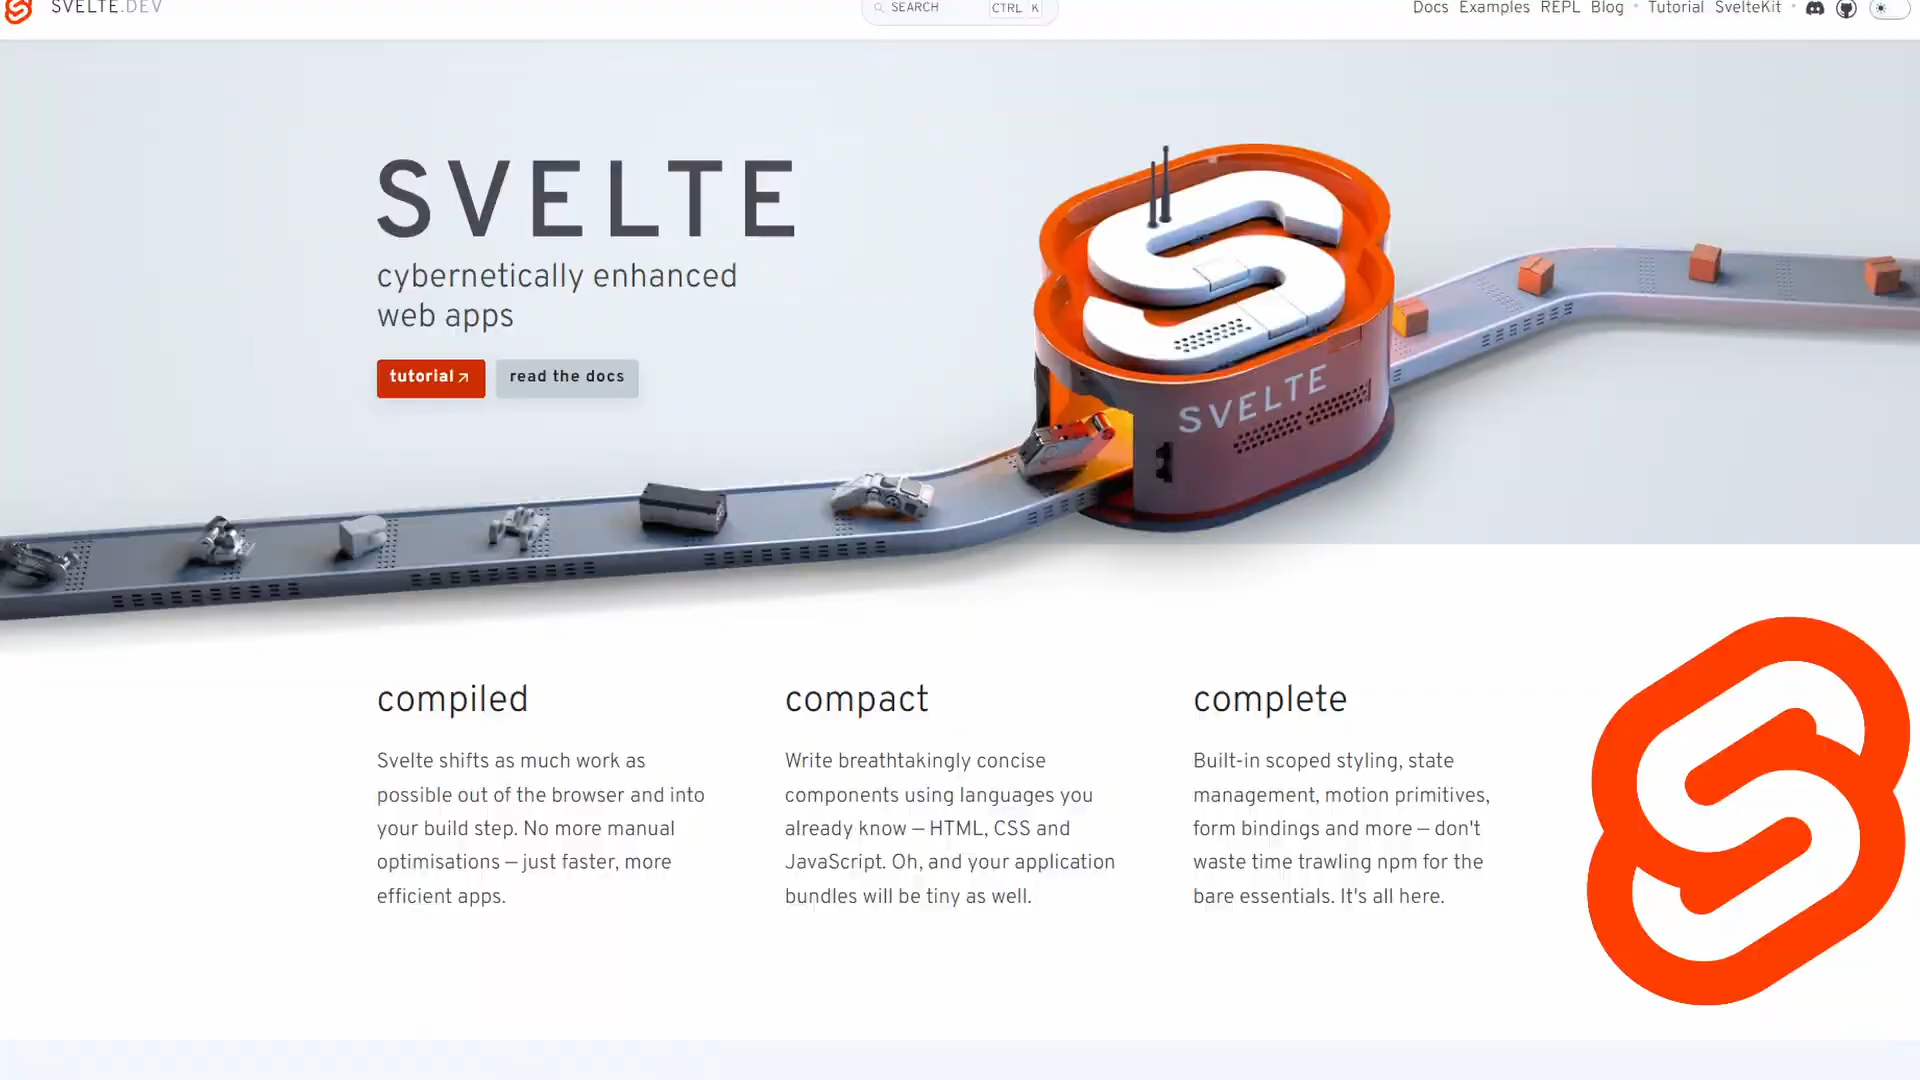 SVELTE.DEV
SEARCH CTRL K
Docs Examples REPL Blog • Tutorial SvelteKit •
SVELTE
cybernetically enhanced
web apps
tutorial
read the docs
SVELTE
compiled
Svelte shifts as much work as
possible out of the browser and into
your build step. No more manual
optimisations – just faster, more
efficient apps.
compact
Write breathtakingly concise
components using languages you
already know – HTML, CSS and
JavaScript. Oh, and your application
bundles will be tiny as well.
complete
Built-in scoped styling, state
management, motion primitives,
form bindings and more – don't
waste time trawling npm for the
bare essentials. It's all here.